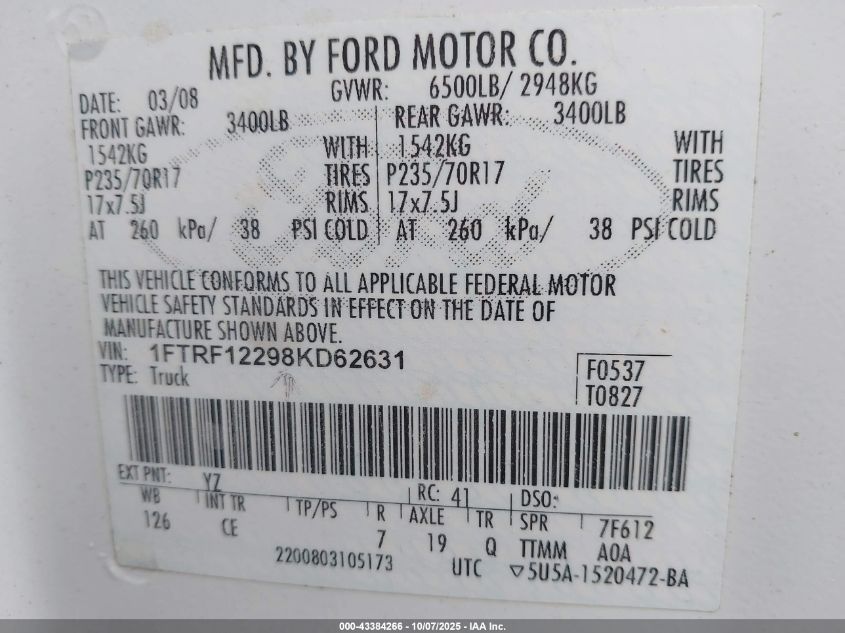 MFD. BY FORD MOTOR CO.
DATE: 03/08 GVWR: 6500LB/ 2948KG
FRONT GAWR: 3400LB REAR GAWR: 3400LB
1542KG WITH 1542KG WITH
P235/70R17 TIRES P235/70R17 TIRES
17x7.5J RIMS 17x7.5J RIMS
AT 260 kPa/ 38 PSI COLD AT 260 kPa/ 38 PSI COLD
THIS VEHICLE CONFORMS TO ALL APPLICABLE FEDERAL MOTOR
VEHICLE SAFETY STANDARDS IN EFFECT ON THE DATE OF
MANUFACTURE SHOWN ABOVE.
VIN: 1FTRF12298KD62631
TYPE: Truck
F0537
T0827
EXT PNT: YZ RC: 41 DSO:
WB INT TR TP/PS R AXLE TR SPR 7F612
126 CE 7 19 Q TTMM A0A
2200803105173 UTC ▽5U5A-1520472-BA
000-43384266 - 10/07/2025 - IAA Inc.